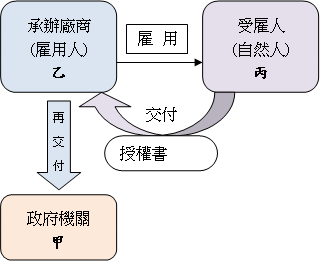 承辦廠商
(雇用人)
乙
雇 用
受雇人
(自然人)
丙
再
交
付
交付
授權書
政府機關
甲